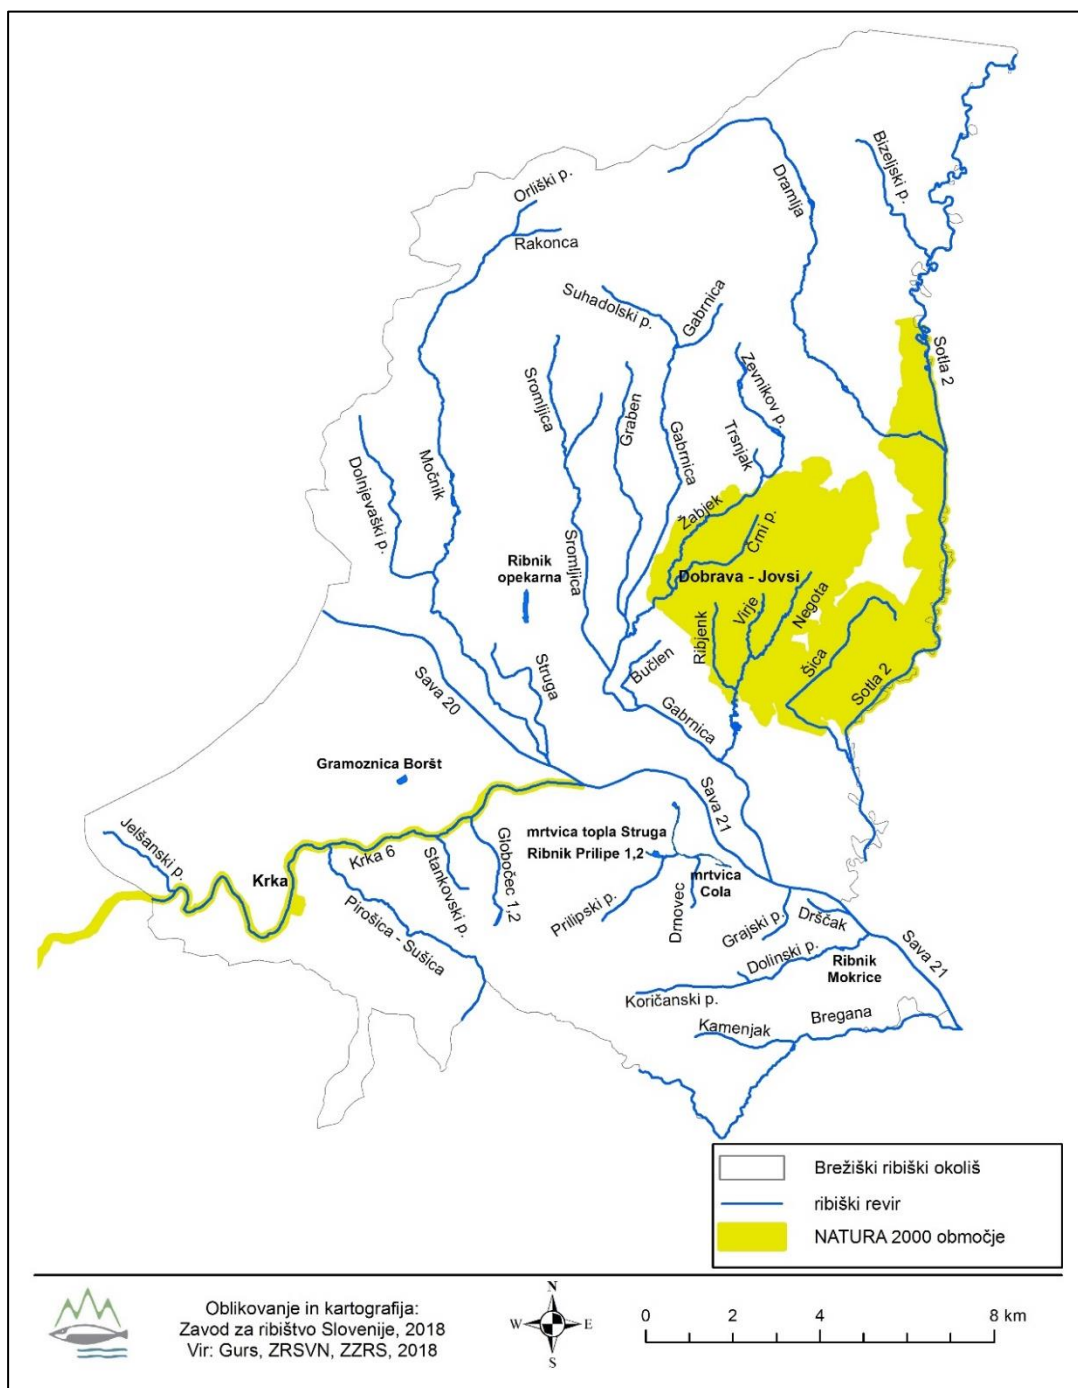 Bizeljski p.
Dramlja
Orliški p.
Rakonca
Suhadolski p.
Gabrnica
Sotla 2
Zevnikov p.
Sromljica
Graben
Trsnjak
Gabrnica
Močnik
Dolnjevaški p.
Žabjek
Črni p.
Sromljica
Ribnik
opekarna
Dobrava - Jovsi
Virje
Negota
Ribjenk
Bučlen
Struga
Šica
Sotla 2
Sava 20
Gabrnica
GramoznicaBoršt
Sava 21
Jelšanski p.
Krka
Krka 6
Stankovski p.
Globočec 1,2
mrtvica topla Struga
Ribnik Prilipe 1,2
mrtvica
Cola
Pirošica - Sušica
Prilipski p.
Drnovec
Grajski p.
Drščak
Dolinski p.
Sava 21
Ribnik
Mokrice
Koričanski p.
Kamenjak
Bregana
Brežiški ribiški okoliš
ribiški revir
NATURA 2000 območje
Oblikovanje in kartografija:
Zavod za ribištvo Slovenije, 2018
Vir: Gurs, ZRSVN, ZZRS, 2018
N
W
E
S
0 2 4 8 km